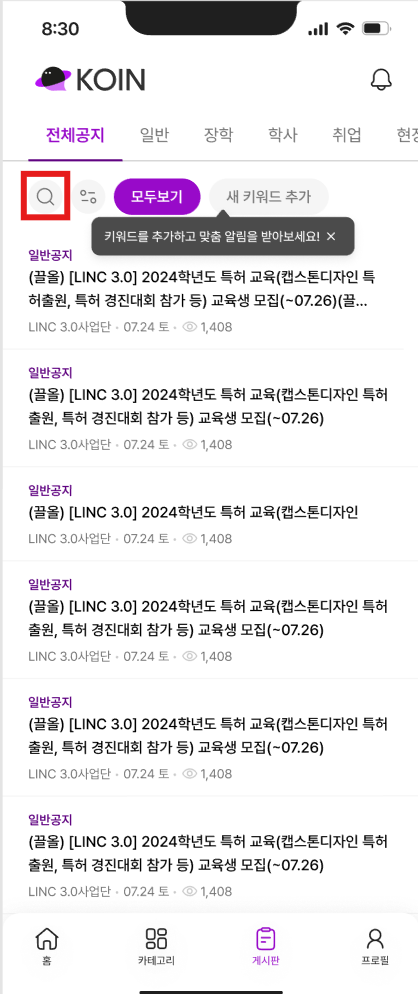 8:30
KOIN
전체공지 일반 장학 학사 취업
모두보기 새 키워드 추가
키워드를 추가하고 맞춤 알림을 받아보세요! ×
일반공지
(끌올) [LINC 3.0] 2024학년도 특허 교육(캡스톤디자인 특
허출원, 특허 경진대회 참가 등) 교육생 모집(~07.26)(끌...
LINC 3.0사업단 · 07.24 토 · 1,408
일반공지
(끌올) [LINC 3.0] 2024학년도 특허 교육(캡스톤디자인 특허
출원, 특허 경진대회 참가 등) 교육생 모집(~07.26)
LINC 3.0사업단 · 07.24 토 · 1,408
일반공지
(끌올) [LINC 3.0] 2024학년도 특허 교육(캡스톤디자인
LINC 3.0사업단 · 07.24 토 · 1,408
일반공지
(끌올) [LINC 3.0] 2024학년도 특허 교육(캡스톤디자인 특허
출원, 특허 경진대회 참가 등) 교육생 모집(~07.26)
LINC 3.0사업단 · 07.24 토 · 1,408
일반공지
(끌올) [LINC 3.0] 2024학년도 특허 교육(캡스톤디자인 특허
출원, 특허 경진대회 참가 등) 교육생 모집(~07.26)
LINC 3.0사업단 · 07.24 토 · 1,408
일반공지
(끌올) [LINC 3.0] 2024학년도 특허 교육(캡스톤디자인 특허
출원, 특허 경진대회 참가 등) 교육생 모집(~07.26)
LINC 3.0사업단 · 07.24 토 · 1,408
홈 카테고리 게시판 프로필